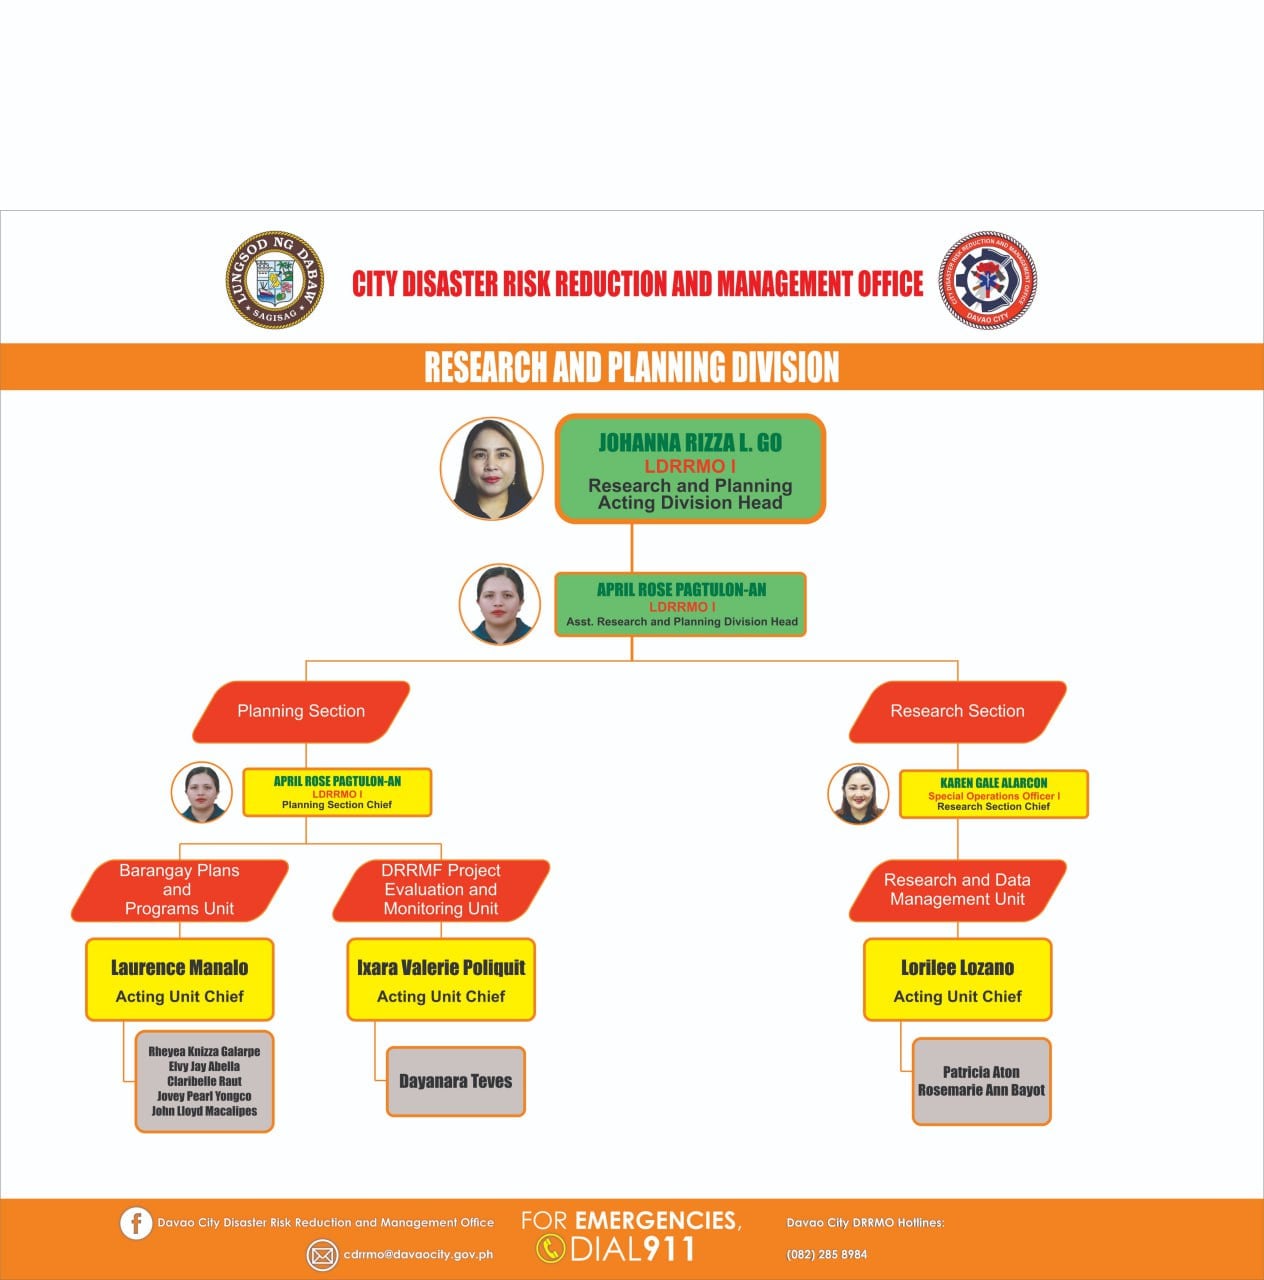 LUNGSOD NG DABAW
SAGISAG
CITY DISASTER RISK REDUCTION AND MANAGEMENT OFFICE
CITY DISASTER RISK REDUCTION AND MANAGEMENT OFFICE
DAVAO CITY
RESEARCH AND PLANNING DIVISION
JOHANNA RIZZA L. GO
LDRRMO I
Research and Planning
Acting Division Head
APRIL ROSE PAGTULON-AN
LDRRMO I
Asst. Research and Planning Division Head
Planning Section
APRIL ROSE PAGTULON-AN
LDRRMO I
Planning Section Chief
Barangay Plans
and
Programs Unit
Laurence Manalo
Acting Unit Chief
Rheyea Knizza Galarpe
Elvy Jay Abella
Claribelle Raut
Jovey Pearl Yongco
John Lloyd Macalipes
DRRMF Project
Evaluation and
Monitoring Unit
Ixara Valerie Poliquit
Acting Unit Chief
Dayanara Teves
Research Section
KAREN GALE ALARCON
Special Operations Officer I
Research Section Chief
Research and Data
Management Unit
Lorilee Lozano
Acting Unit Chief
Patricia Aton
Rosemarie Ann Bayot
f Davao City Disaster Risk Reduction and Management Office
cdrrmo@davaocity.gov.ph
FOR EMERGENCIES,
DIAL911
Davao City DRRMO Hotlines:
(082) 285 8984